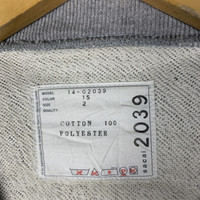 MODEL 14-02039
COLOR 15
SIZE 2
QUALITY
COTTON 100
POLYESTER
2039
sacai